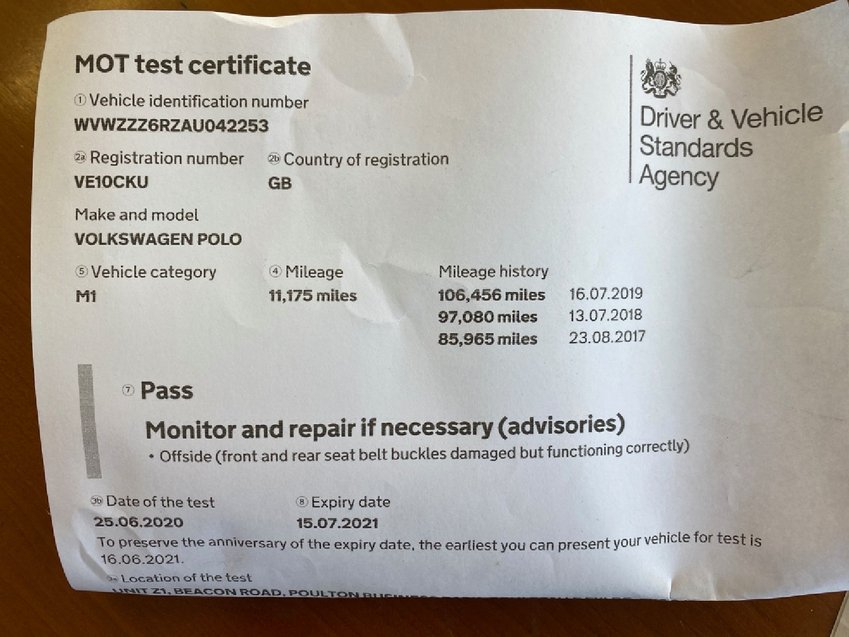 MOT test certificate
① Vehicle identification number
WVWZZZ6RZAU042253
2a Registration number 2b Country of registration
VE10CKU GB
Make and model
VOLKSWAGEN POLO
⑤ Vehicle category ④ Mileage Mileage history
M1 11,175 miles 106,456 miles 16.07.2019
97,080 miles 13.07.2018
85,965 miles 23.08.2017
Driver & Vehicle
Standards
Agency
⑦ Pass
Monitor and repair if necessary (advisories)
• Offside (front and rear seat belt buckles damaged but functioning correctly)
3b Date of the test ⑧ Expiry date
25.06.2020 15.07.2021
To preserve the anniversary of the expiry date, the earliest you can present your vehicle for test is
16.06.2021.
Location of the test
UNIT Z1, BEACON ROAD, POULTON